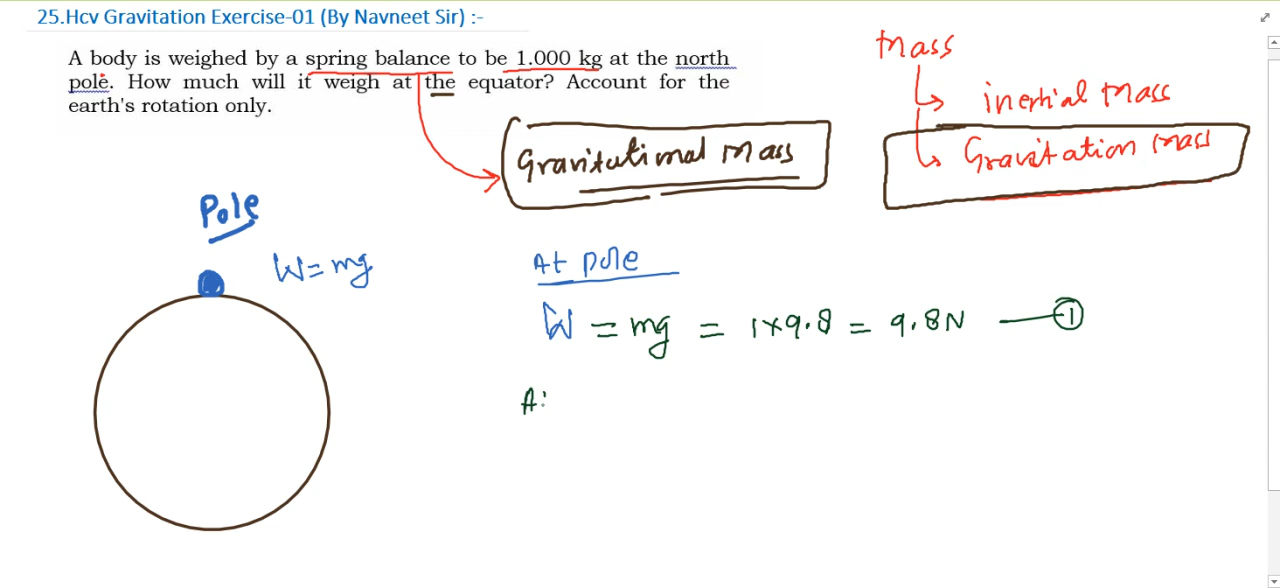 25.Hcv Gravitation Exercise-01 (By Navneet Sir) :-
A body is weighed by a spring balance to be 1.000 kg at the north
pole. How much will it weigh at the equator? Account for the
earth's rotation only.
mass
inertial mass
Gravitation mass
Gravitational mass
Pole
W=mg
At pole
W = mg = 1×9.8 = 9.8N — 1
A: